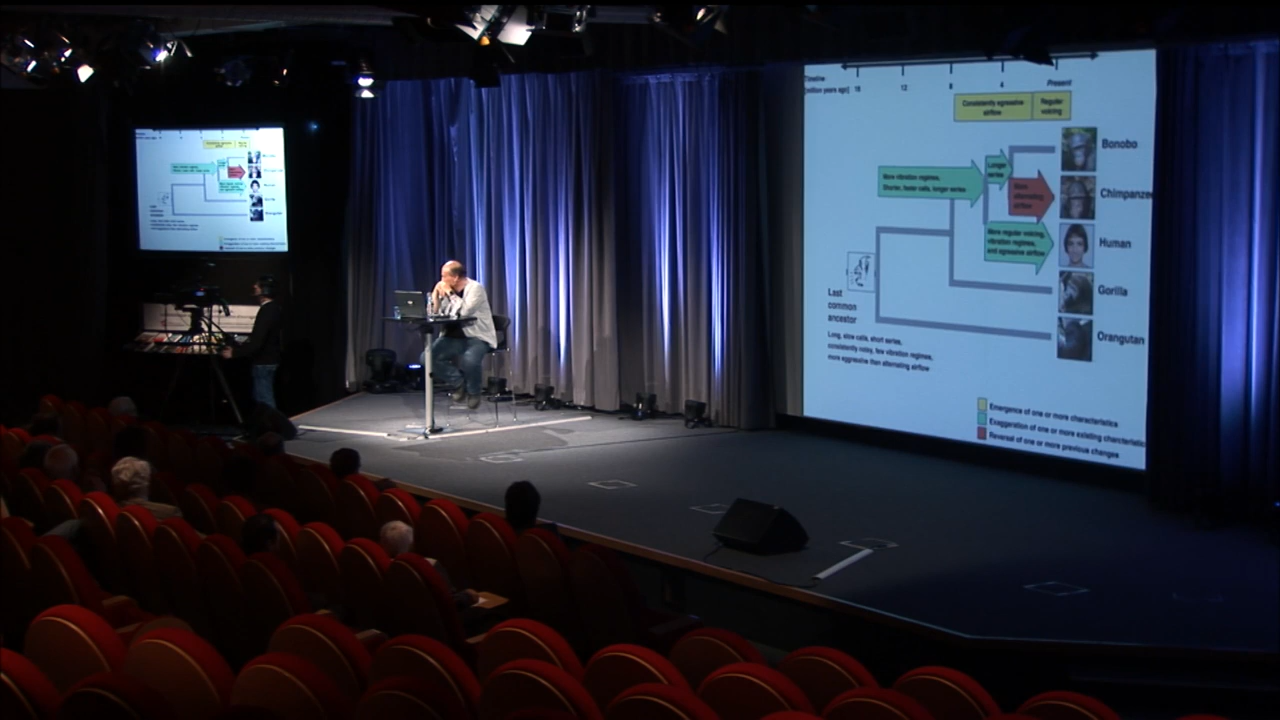 Timeline
[million years ago] 16 12 8 4 Present
Consistently egressive
airflow
Regular
voicing
Bonobo
Longer
series
More vibration regimes,
Shorter, faster calls, longer series
Chimpanzee
More
alternating
airflow
More regular voicing,
vibration regimes,
and egressive airflow
Human
Gorilla
Last
common
ancestor
Orangutan
Long, slow calls, short series,
consistently noisy, few vibration regimes,
more aggressive than alternating airflow
Emergence of one or more characteristics
Exaggeration of one or more existing charcteristics
Reversal of one or more previous changes